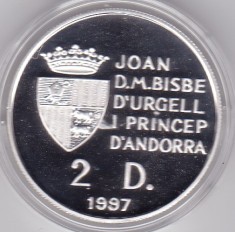 JOAN
D.M.BISBE
D'URGELL
I PRINCEP
D'ANDORRA
2 D.
1997